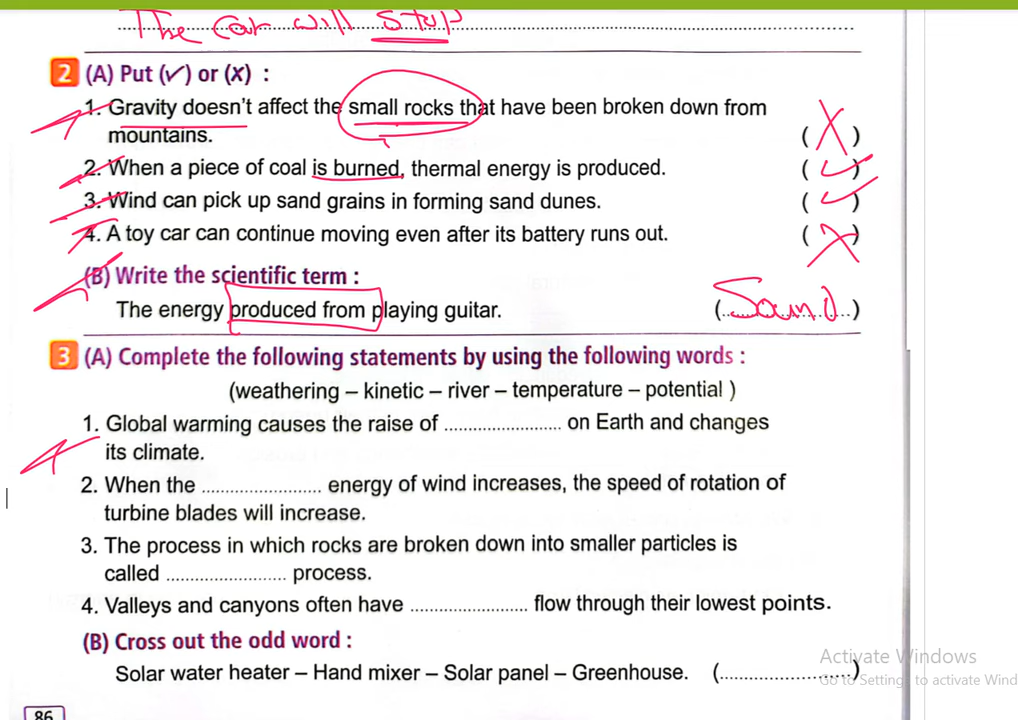 The car will stop
2 (A) Put (✓) or (x) :
1. Gravity doesn't affect the small rocks that have been broken down from
mountains. ( X )
2. When a piece of coal is burned, thermal energy is produced. ( ✓ )
3. Wind can pick up sand grains in forming sand dunes. ( ✓ )
4. A toy car can continue moving even after its battery runs out. ( X )
(B) Write the scientific term :
The energy produced from playing guitar. (Sound)
3 (A) Complete the following statements by using the following words :
(weathering – kinetic – river – temperature – potential )
1. Global warming causes the raise of ........................ on Earth and changes
its climate.
2. When the ........................ energy of wind increases, the speed of rotation of
turbine blades will increase.
3. The process in which rocks are broken down into smaller particles is
called ........................ process.
4. Valleys and canyons often have ........................ flow through their lowest points.
(B) Cross out the odd word :
Solar water heater – Hand mixer – Solar panel – Greenhouse. (........................)
Activate Windows
Go to Settings to activate Wind
86